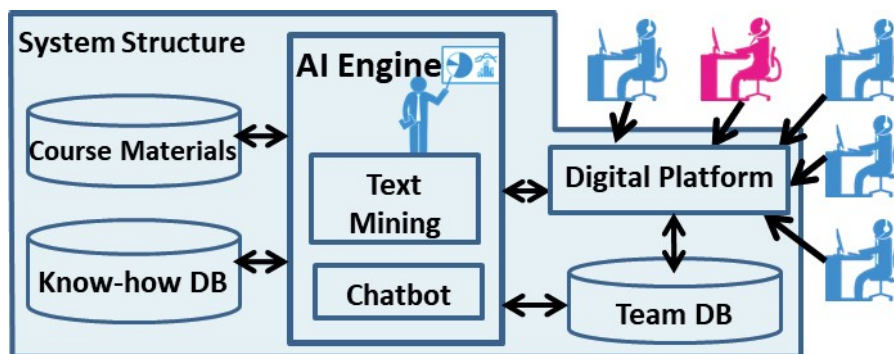 System Structure
AI Engine
Course Materials
Know-how DB
Text
Mining
Chatbot
Digital Platform
Team DB